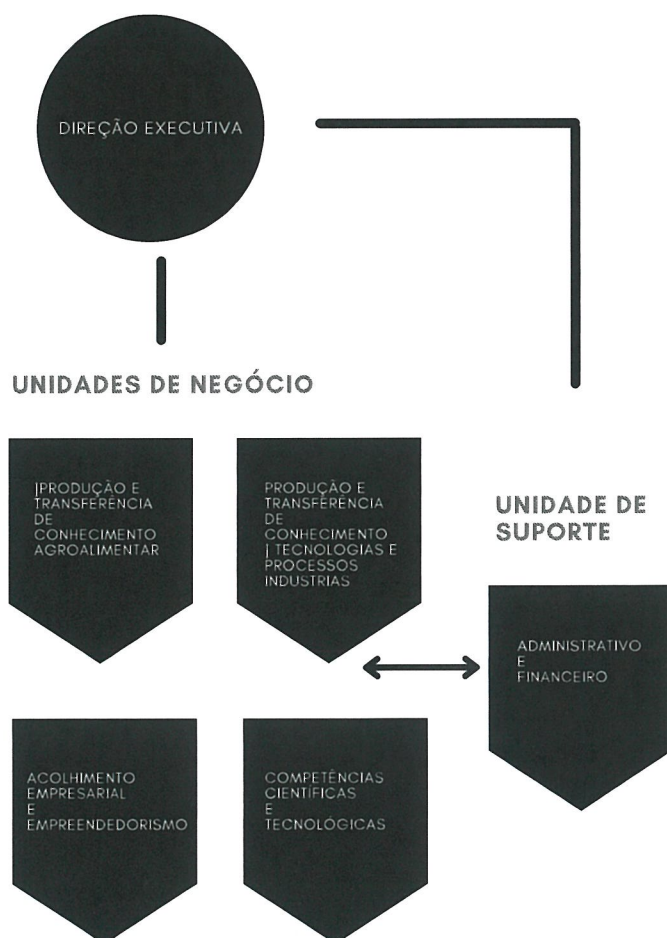 DIREÇÃO EXECUTIVA
UNIDADES DE NEGÓCIO
|PRODUÇÃO E
TRANSFERÊNCIA
DE
CONHECIMENTO
AGROALIMENTAR
PRODUÇÃO E
TRANSFERÊNCIA
DE
CONHECIMENTO
| TECNOLOGIAS E
PROCESSOS
INDUSTRIAS
UNIDADE DE
SUPORTE
ADMINISTRATIVO
E
FINANCEIRO
ACOLHIMENTO
EMPRESARIAL
E
EMPREENDEDORISMO
COMPETÊNCIAS
CIENTÍFICAS
E
TECNOLÓGICAS